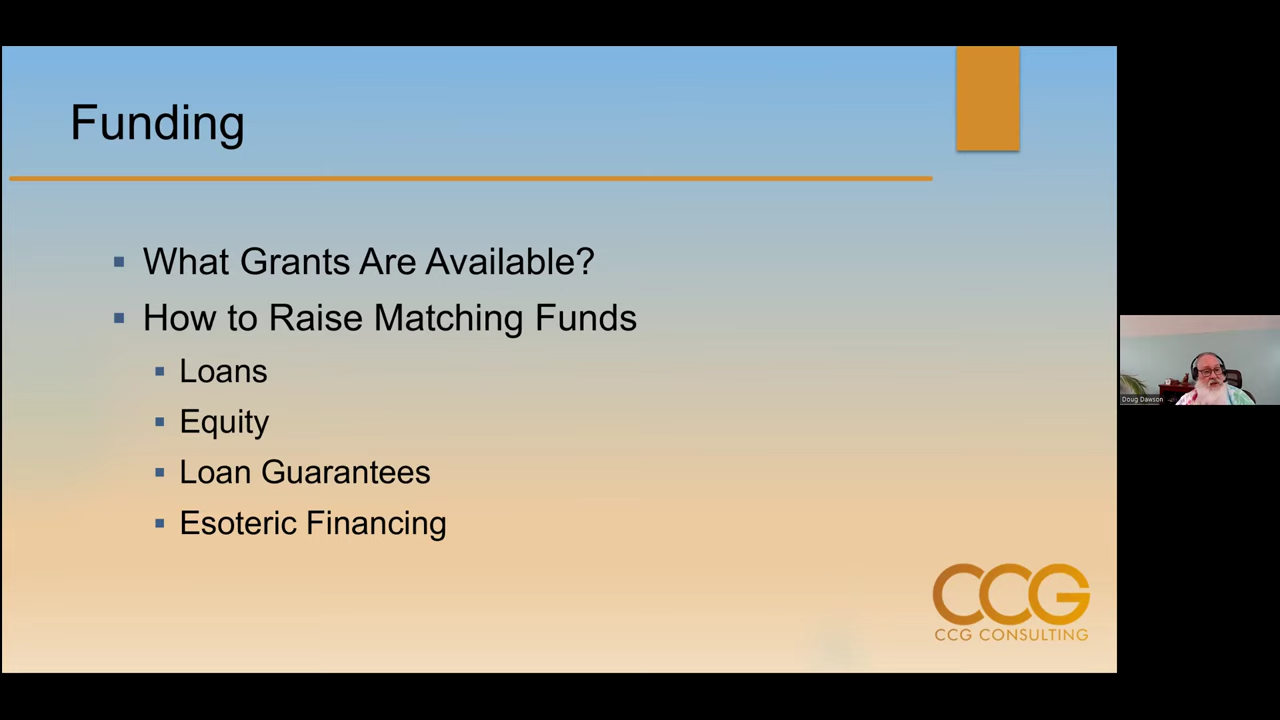 Funding
What Grants Are Available?
How to Raise Matching Funds
Loans
Equity
Loan Guarantees
Esoteric Financing
CCG
CCG CONSULTING
Doug Dawson